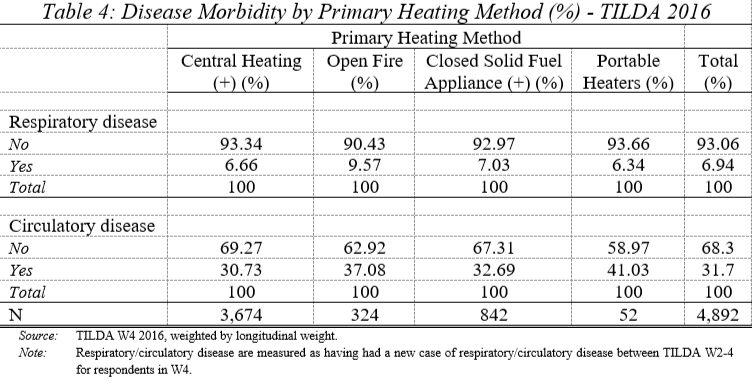 Table 4: Disease Morbidity by Primary Heating Method (%) - TILDA 2016
Primary Heating Method
Central Heating (+) (%) Open Fire (%) Closed Solid Fuel Appliance (+) (%) Portable Heaters (%) Total (%)
Respiratory disease
No 93.34 90.43 92.97 93.66 93.06
Yes 6.66 9.57 7.03 6.34 6.94
Total 100 100 100 100 100
Circulatory disease
No 69.27 62.92 67.31 58.97 68.3
Yes 30.73 37.08 32.69 41.03 31.7
Total 100 100 100 100 100
N 3,674 324 842 52 4,892
Source: TILDA W4 2016, weighted by longitudinal weight.
Note: Respiratory/circulatory disease are measured as having had a new case of respiratory/circulatory disease between TILDA W2-4
for respondents in W4.